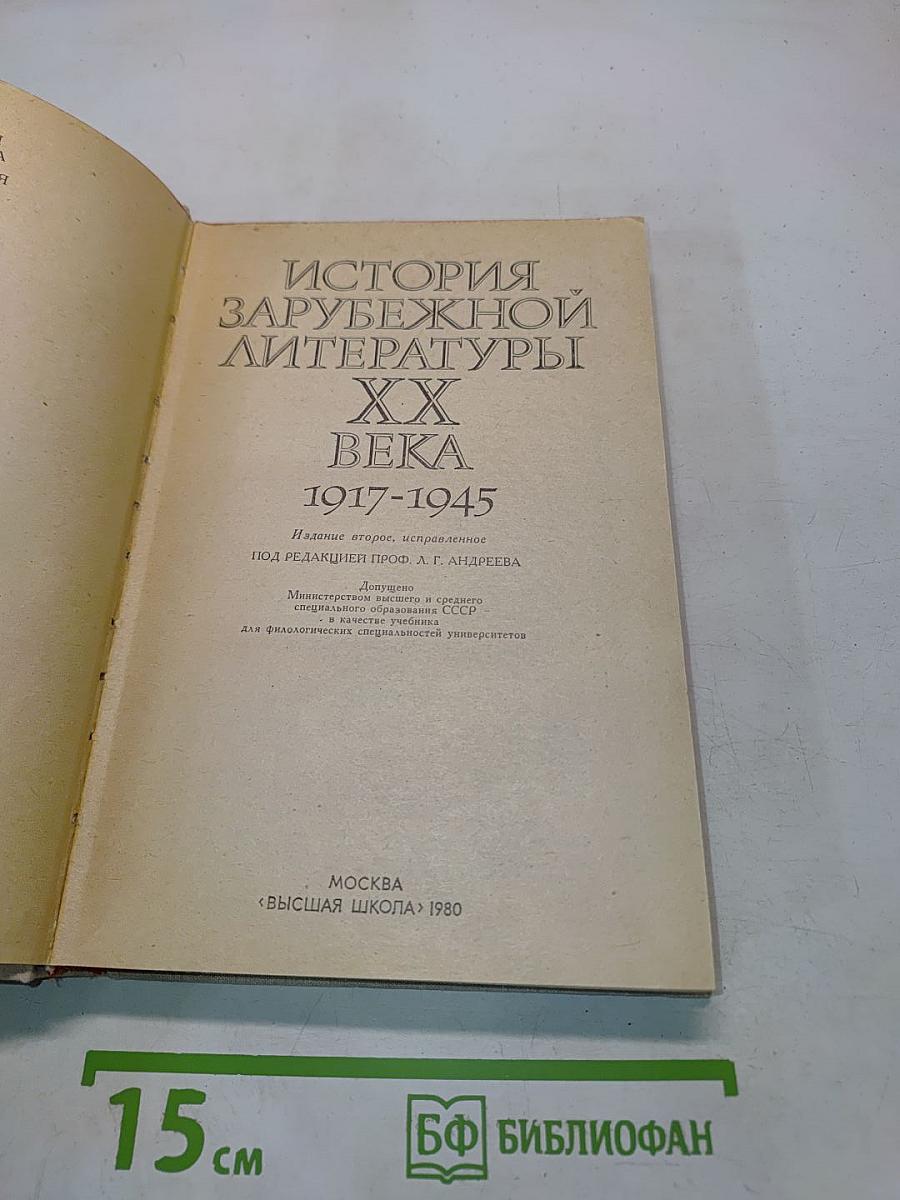 И
А
Я
ИСТОРИЯ
ЗАРУБЕЖНОЙ
ЛИТЕРАТУРЫ
XX
ВЕКА
1917-1945
Издание второе, исправленное
ПОД РЕДАКЦИЕЙ ПРОФ. Л. Г. АНДРЕЕВА
Допущено
Министерством высшего и среднего
специального образования СССР
в качестве учебника
для филологических специальностей университетов
МОСКВА
«ВЫСШАЯ ШКОЛА» 1980
15 см
БФ БИБЛИОФАН